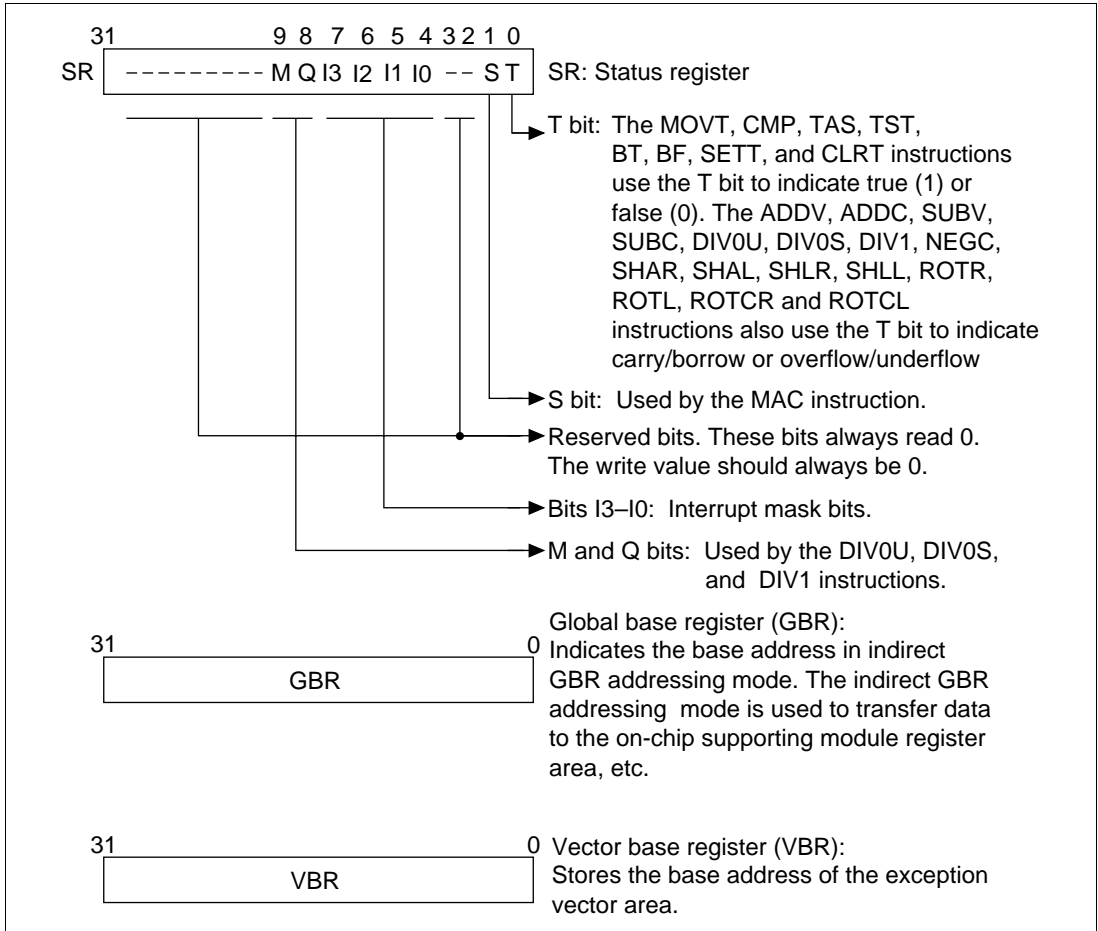 31 9 8 7 6 5 4 3 2 1 0
SR --------- M Q I3 I2 I1 I0 -- S T SR: Status register
T bit: The MOVT, CMP, TAS, TST,
BT, BF, SETT, and CLRT instructions
use the T bit to indicate true (1) or
false (0). The ADDV, ADDC, SUBV,
SUBC, DIV0U, DIV0S, DIV1, NEGC,
SHAR, SHAL, SHLR, SHLL, ROTR,
ROTL, ROTCR and ROTCL
instructions also use the T bit to indicate
carry/borrow or overflow/underflow
S bit: Used by the MAC instruction.
Reserved bits. These bits always read 0.
The write value should always be 0.
Bits I3–I0: Interrupt mask bits.
M and Q bits: Used by the DIV0U, DIV0S,
and DIV1 instructions.
Global base register (GBR):
31 0 Indicates the base address in indirect
GBR GBR addressing mode. The indirect GBR
addressing mode is used to transfer data
to the on-chip supporting module register
area, etc.
31 0 Vector base register (VBR):
VBR Stores the base address of the exception
vector area.